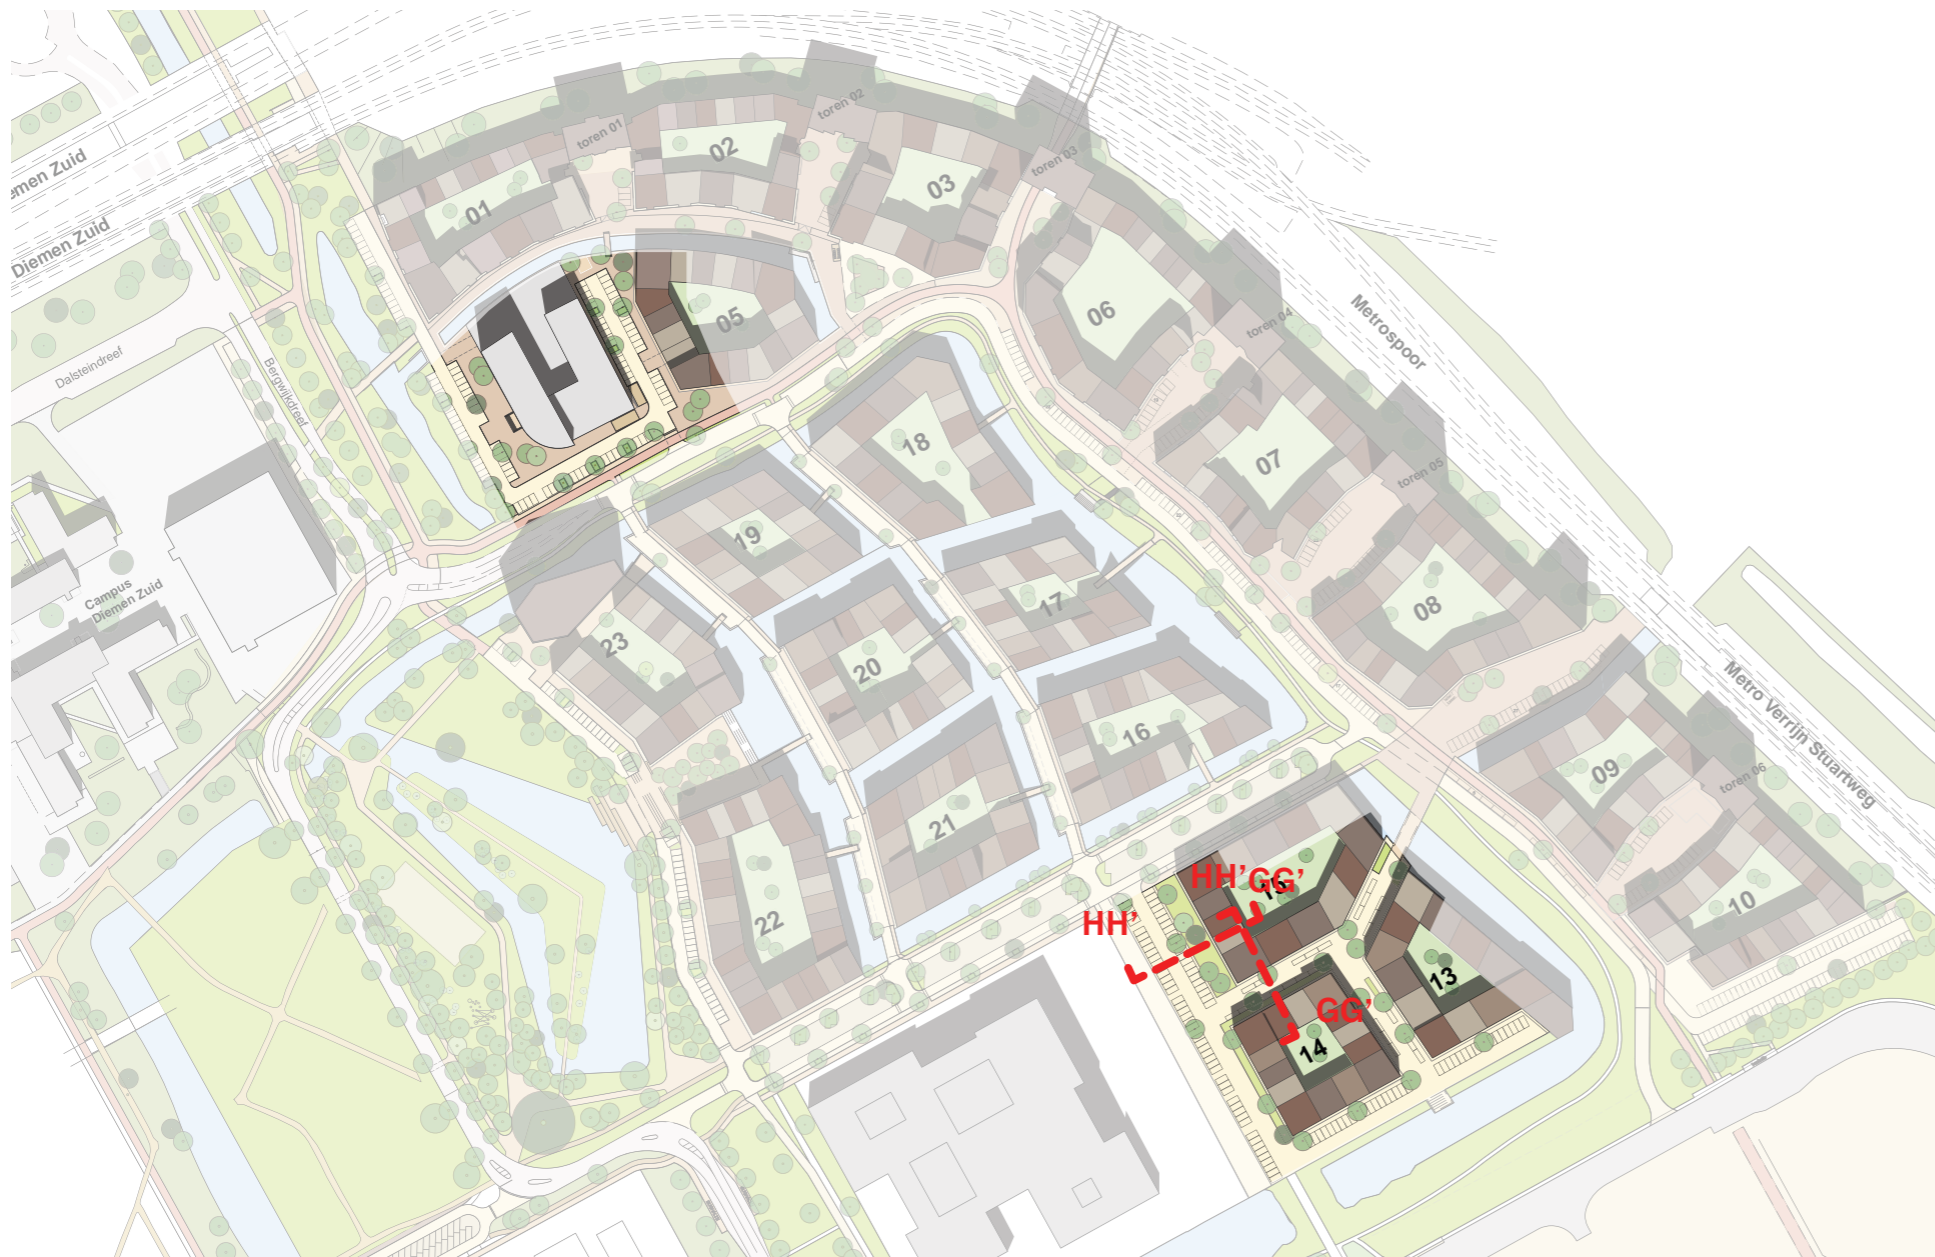 toren 01
toren 02
toren 03
emen Zuid
Diemen Zuid
01
02
03
05
06
toren 04
Metrospoor
Dalsteindreef
Bergwijkdreef
18
07
toren 05
19
Campus
Diemen Zuid
17
08
23
20
16
Metro Verrijn Stuartweg
09
toren 06
21
22
10
HH'
GG'
15
HH'
13
GG'
14